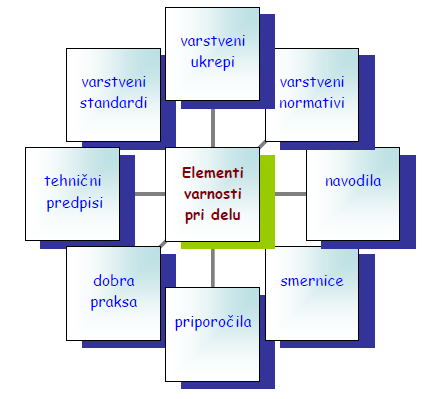 varstveni
ukrepi
varstveni
standardi
varstveni
normativi
tehnični
predpisi
Elementi
varnosti
pri delu
navodila
dobra
praksa
smernice
priporočila